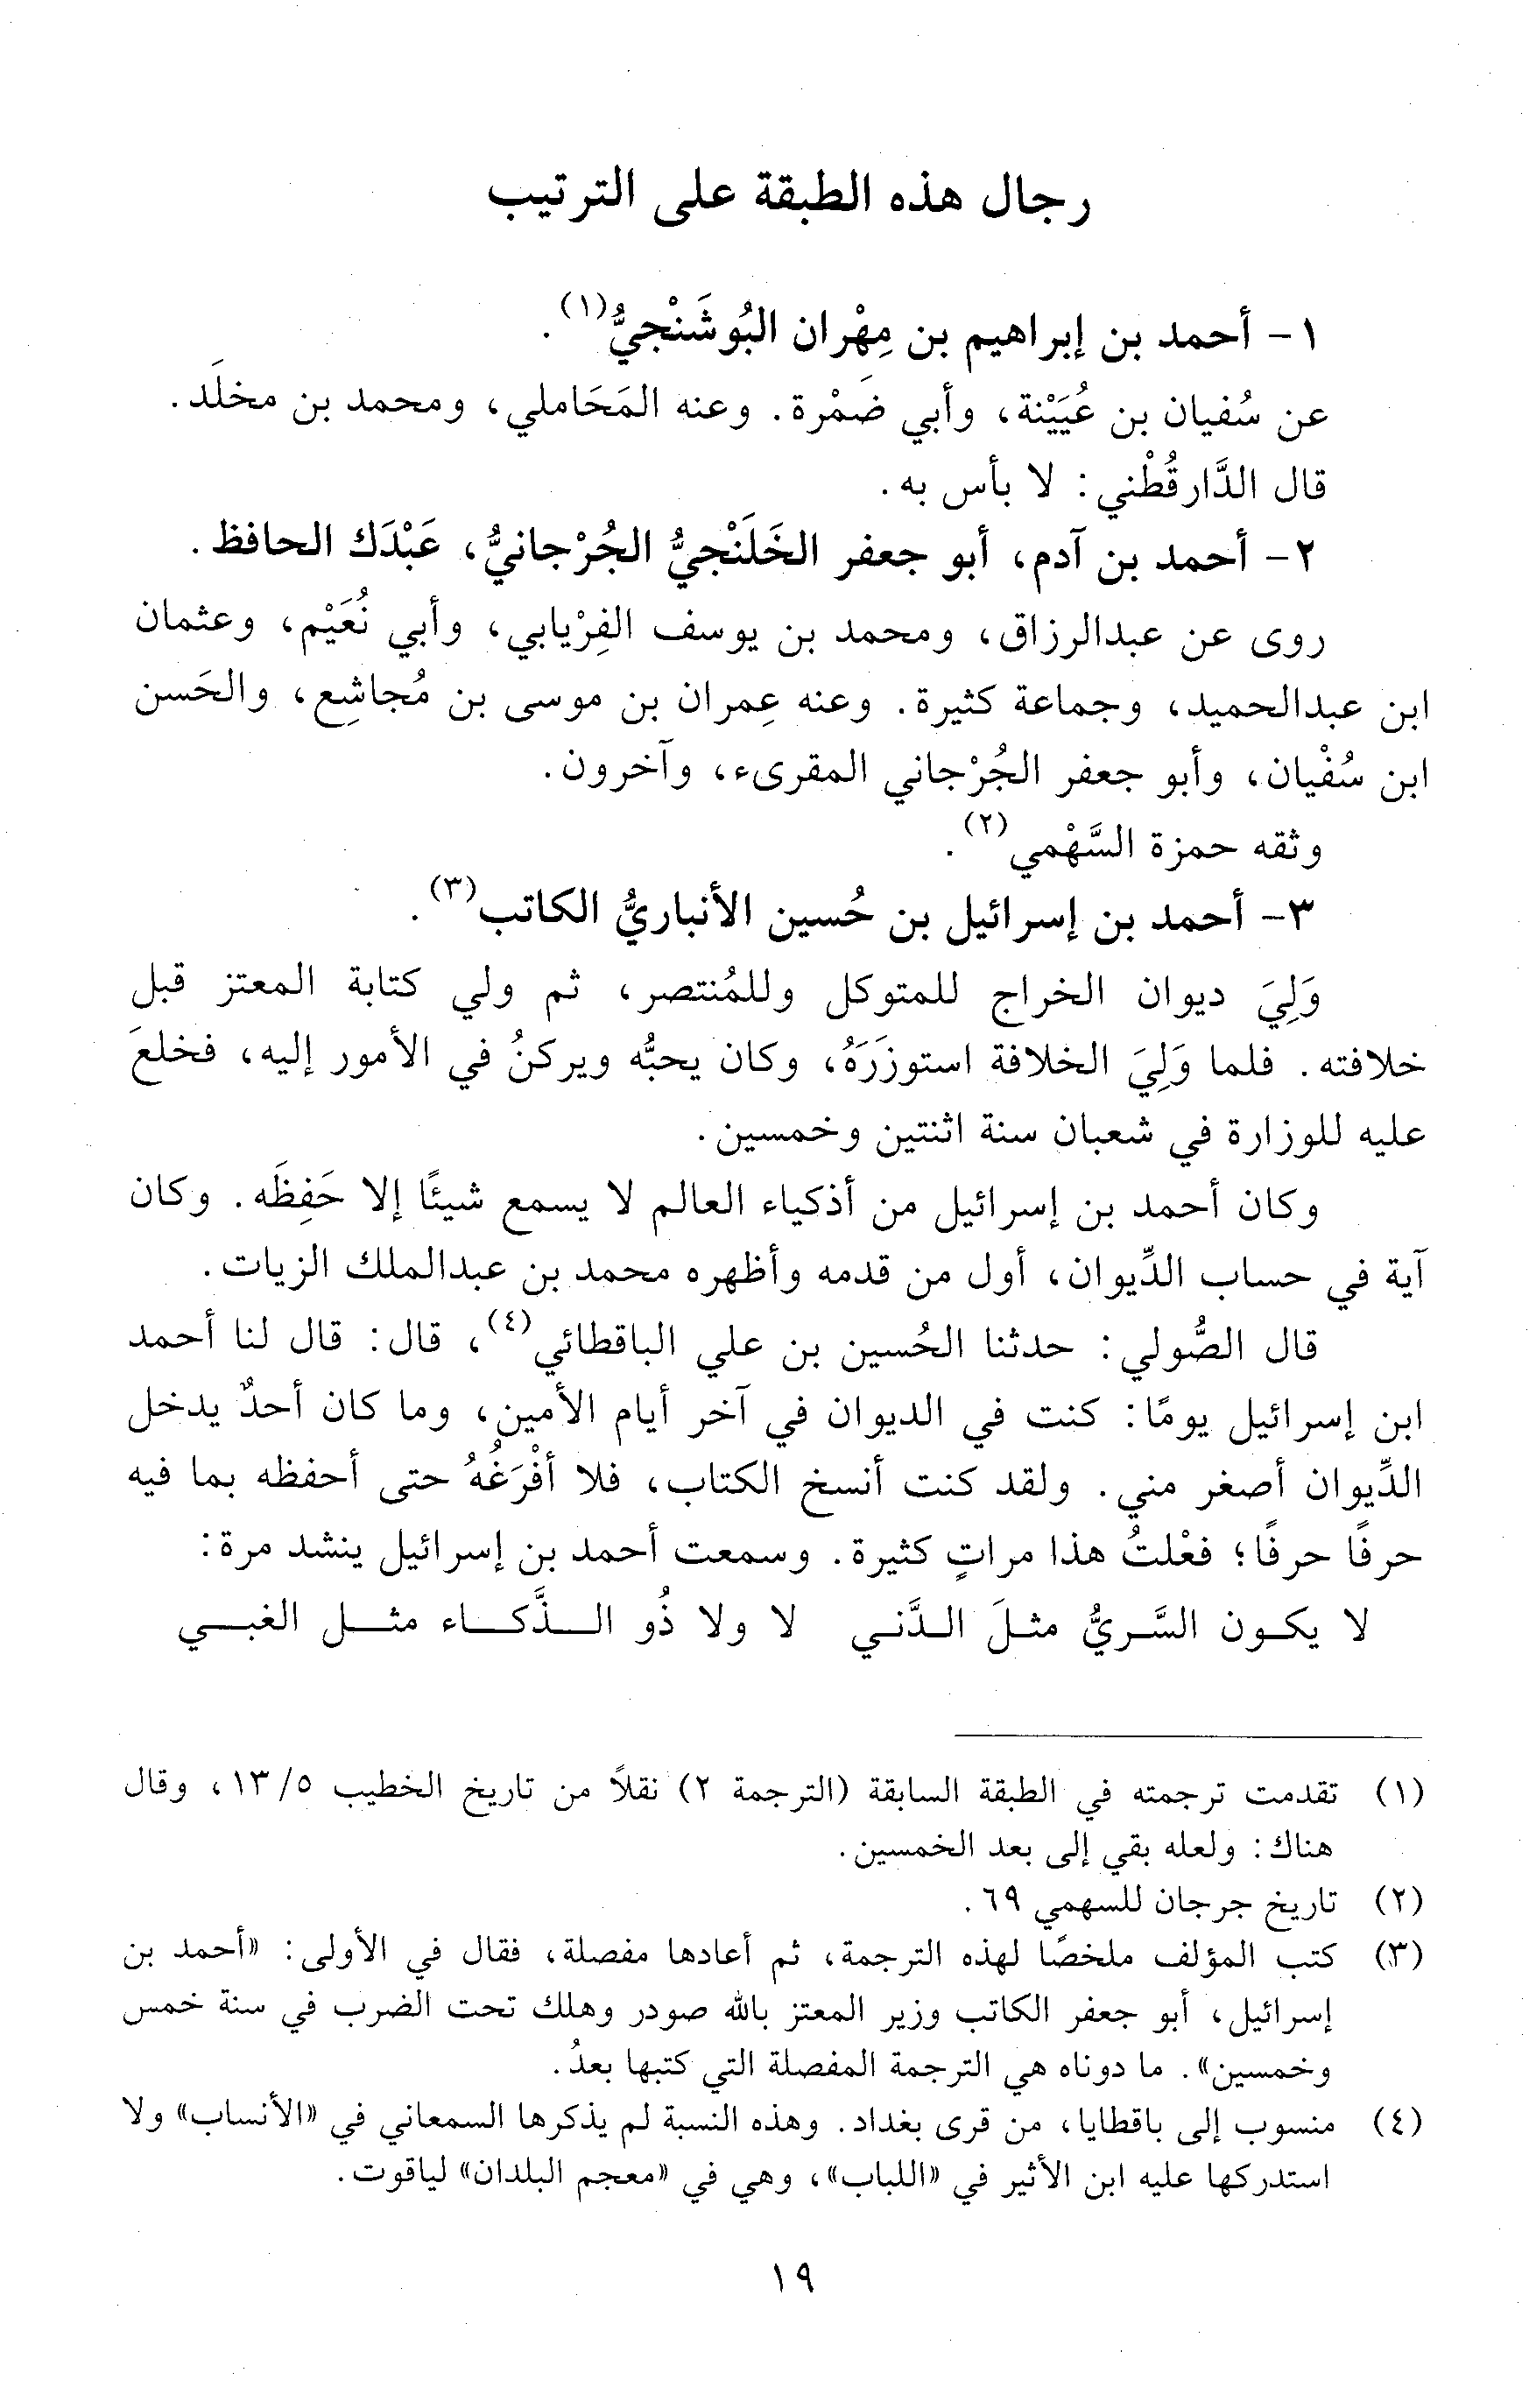 رجال هذه الطبقة على الترتيب
١- أحمد بن إبراهيم بن مِهْران البُوشَنْجيُّ(١).
عن سُفيان بن عُيَيْنة، وأبي ضَمْرة. وعنه المَحَاملي، ومحمد بن مخلَد.
قال الدَّارقُطْني: لا بأس به.
٢- أحمد بن آدم، أبو جعفر الخَلَنْجيُّ الجُرْجانيُّ، عَبْدَك الحافظ.
روى عن عبدالرزاق، ومحمد بن يوسف الفِرْيابي، وأبي نُعَيْم، وعثمان
ابن عبدالحميد، وجماعة كثيرة. وعنه عِمران بن موسى بن مُجاشِع، والحَسن
ابن سُفْيان، وأبو جعفر الجُرْجاني المقرىء، وآخرون.
وثقه حمزة السَّهْمي(٢).
٣- أحمد بن إسرائيل بن حُسين الأنباريُّ الكاتب(٣).
وَلِيَ ديوان الخراج للمتوكل وللمُنتصر، ثم ولي كتابة المعتز قبل
خلافته. فلما وَلِيَ الخلافة استوزَرَهُ، وكان يحبُّه ويركنُ في الأمور إليه، فخلعَ
عليه للوزارة في شعبان سنة اثنتين وخمسين.
وكان أحمد بن إسرائيل من أذكياء العالم لا يسمع شيئًا إلا حَفِظَه. وكان
آية في حساب الدِّيوان، أول من قدمه وأظهره محمد بن عبدالملك الزيات.
قال الصُّولي: حدثنا الحُسين بن علي الباقطائي(٤)، قال: قال لنا أحمد
ابن إسرائيل يومًا: كنت في الديوان في آخر أيام الأمين، وما كان أحدٌ يدخل
الدِّيوان أصغر مني. ولقد كنت أنسخ الكتاب، فلا أفْرَغُهُ حتى أحفظه بما فيه
حرفًا حرفًا؛ فعْلتُ هذا مراتٍ كثيرة. وسمعت أحمد بن إسرائيل ينشد مرة:
لا يكون السَّريُّ مثلَ الدَّني لا ولا ذُو الذَّكاء مثل الغبي
(١) تقدمت ترجمته في الطبقة السابقة (الترجمة ٢) نقلاً من تاريخ الخطيب ١٣/٥، وقال
هناك: ولعله بقي إلى بعد الخمسين.
(٢) تاريخ جرجان للسهمي ٦٩.
(٣) كتب المؤلف ملخصًا لهذه الترجمة، ثم أعادها مفصلة، فقال في الأولى: «أحمد بن
إسرائيل، أبو جعفر الكاتب وزير المعتز بالله صودر وهلك تحت الضرب في سنة خمس
وخمسين». ما دوناه هي الترجمة المفصلة التي كتبها بعدُ.
(٤) منسوب إلى باقطايا، من قرى بغداد. وهذه النسبة لم يذكرها السمعاني في «الأنساب» ولا
استدركها عليه ابن الأثير في «اللباب»، وهي في «معجم البلدان» لياقوت.
١٩